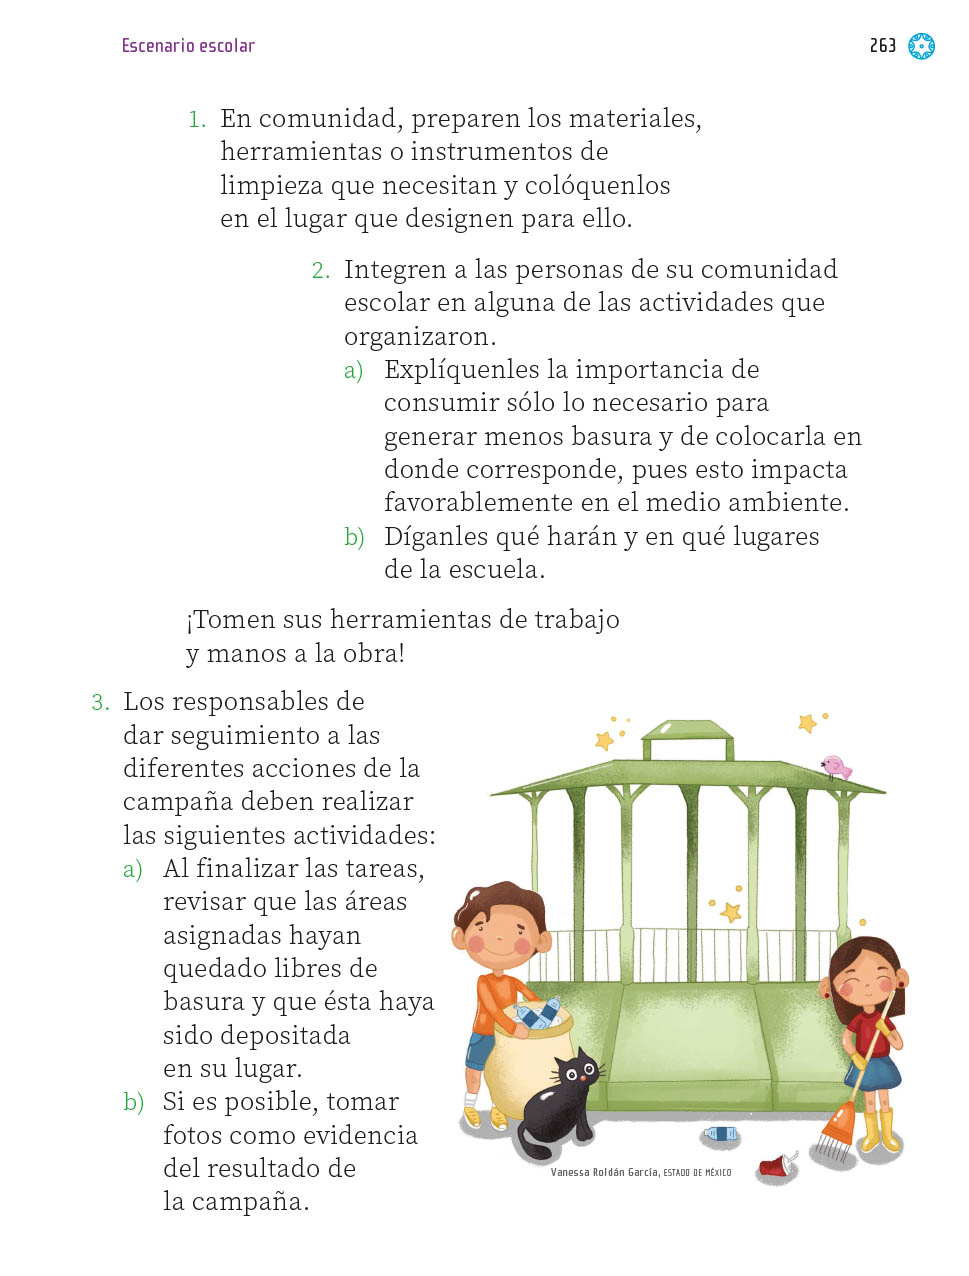 Escenario escolar
263
1. En comunidad, preparen los materiales,
herramientas o instrumentos de
limpieza que necesitan y colóquenlos
en el lugar que designen para ello.
2. Integren a las personas de su comunidad
escolar en alguna de las actividades que
organizaron.
a) Explíquenles la importancia de
consumir sólo lo necesario para
generar menos basura y de colocarla en
donde corresponde, pues esto impacta
favorablemente en el medio ambiente.
b) Díganles qué harán y en qué lugares
de la escuela.
¡Tomen sus herramientas de trabajo
y manos a la obra!
3. Los responsables de
dar seguimiento a las
diferentes acciones de la
campaña deben realizar
las siguientes actividades:
a) Al finalizar las tareas,
revisar que las áreas
asignadas hayan
quedado libres de
basura y que ésta haya
sido depositada
en su lugar.
b) Si es posible, tomar
fotos como evidencia
del resultado de
la campaña.
Vanessa Roldán García, ESTADO DE MÉXICO